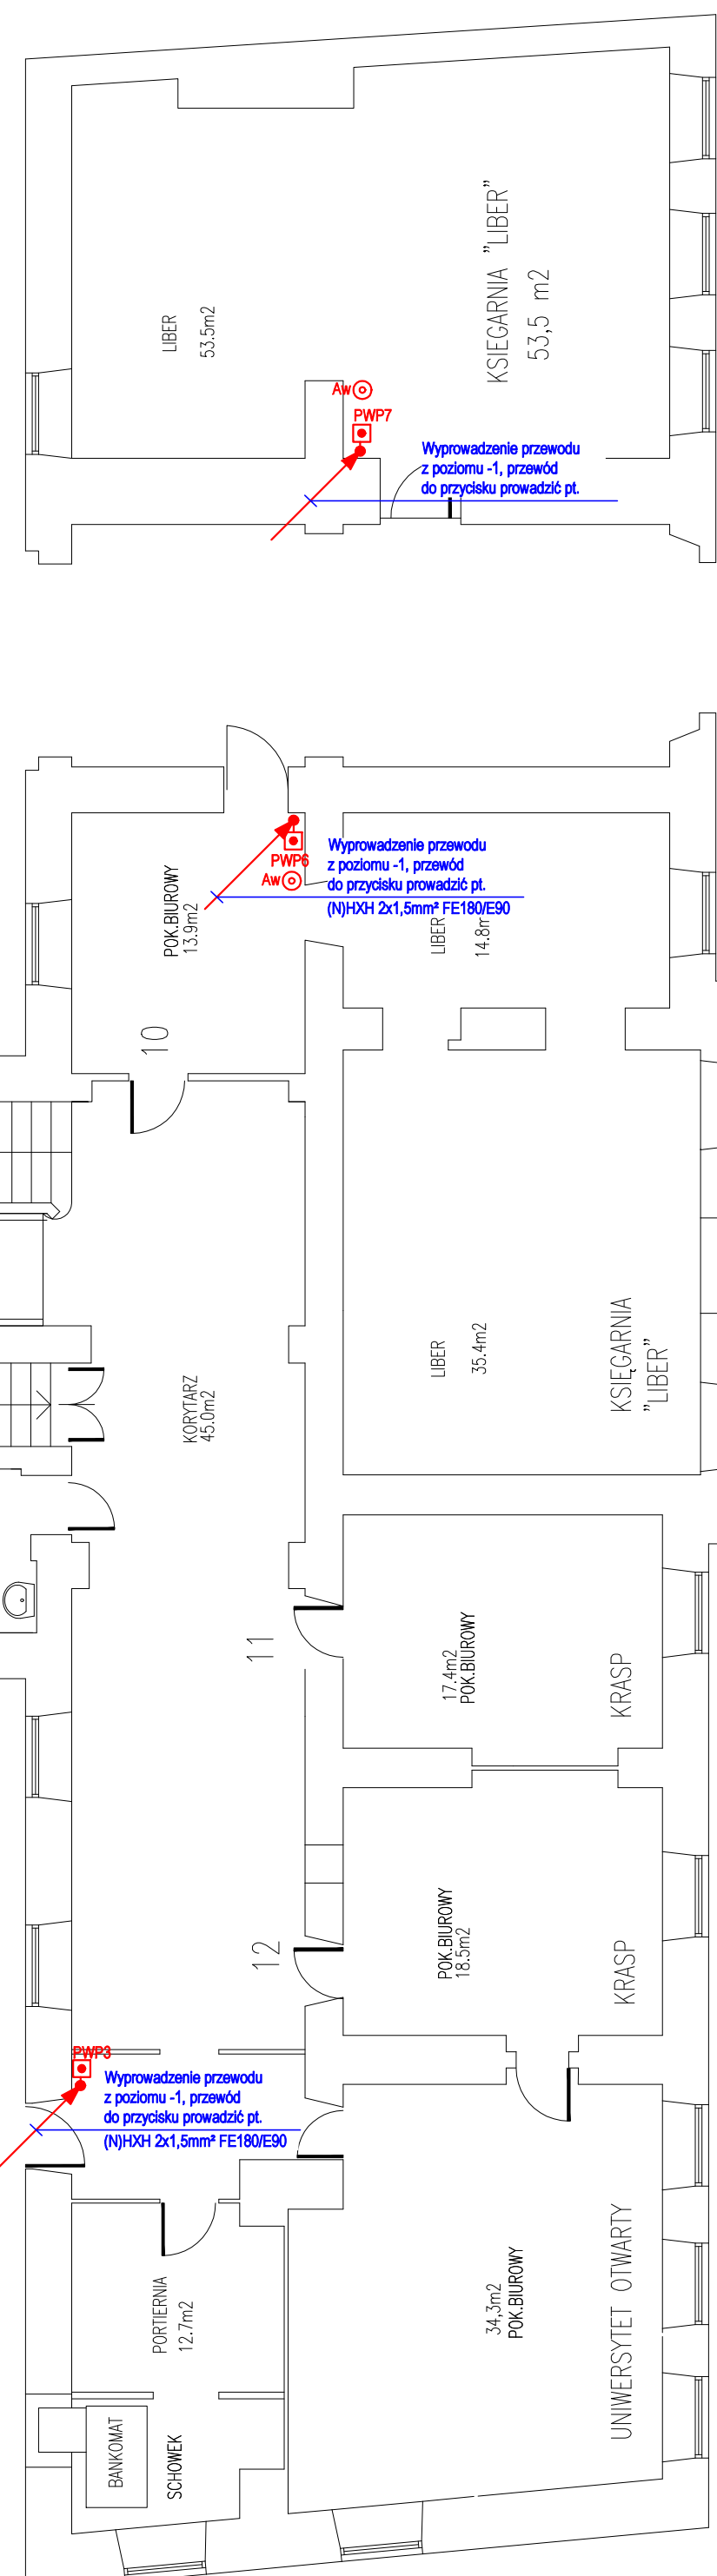 LIBER
53.5m2
KSIEGARNIA "LIBER"
53,5 m2
Aw
PWP7
Wyprowadzenie przewodu
z poziomu -1, przewód
do przycisku prowadzić pt.
POK.BIUROWY
13.9m2
PWP6
Aw
Wyprowadzenie przewodu
z poziomu -1, przewód
do przycisku prowadzić pt.
(N)HXH 2x1,5mm² FE180/E90
LIBER
14.8m
10
KORYTARZ
45.0m2
LIBER
35.4m2
KSIĘGARNIA
"LIBER"
11
17.4m2
POK.BIUROWY
KRASP
12
POK.BIUROWY
18.5m2
KRASP
PWP3
Wyprowadzenie przewodu
z poziomu -1, przewód
do przycisku prowadzić pt.
(N)HXH 2x1,5mm² FE180/E90
PORTIERNIA
12.7m2
34,3m2
POK.BIUROWY
UNIWERSYTET OTWARTY
BANKOMAT
SCHOWEK